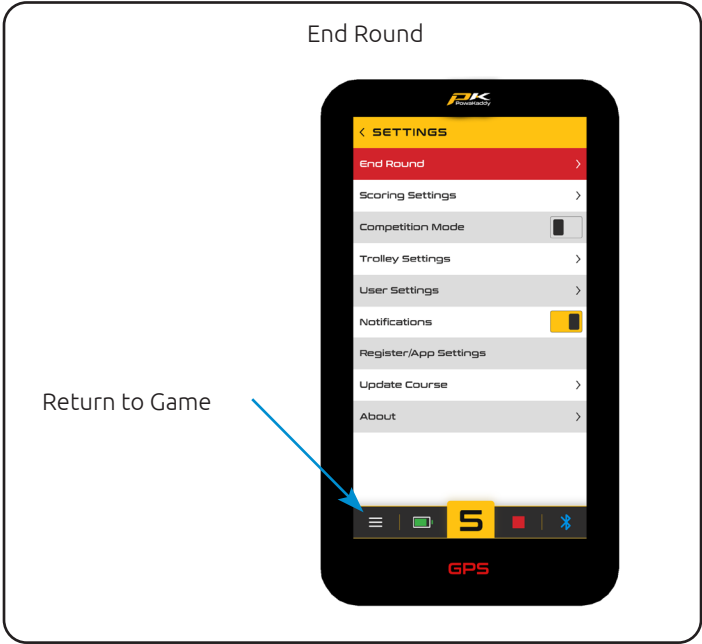 End Round
PK
PowaKaddy
< SETTINGS
End Round >
Scoring Settings >
Competition Mode
Trolley Settings >
User Settings >
Notifications
Register/App Settings
Update Course >
About >
Return to Game
5
GPS